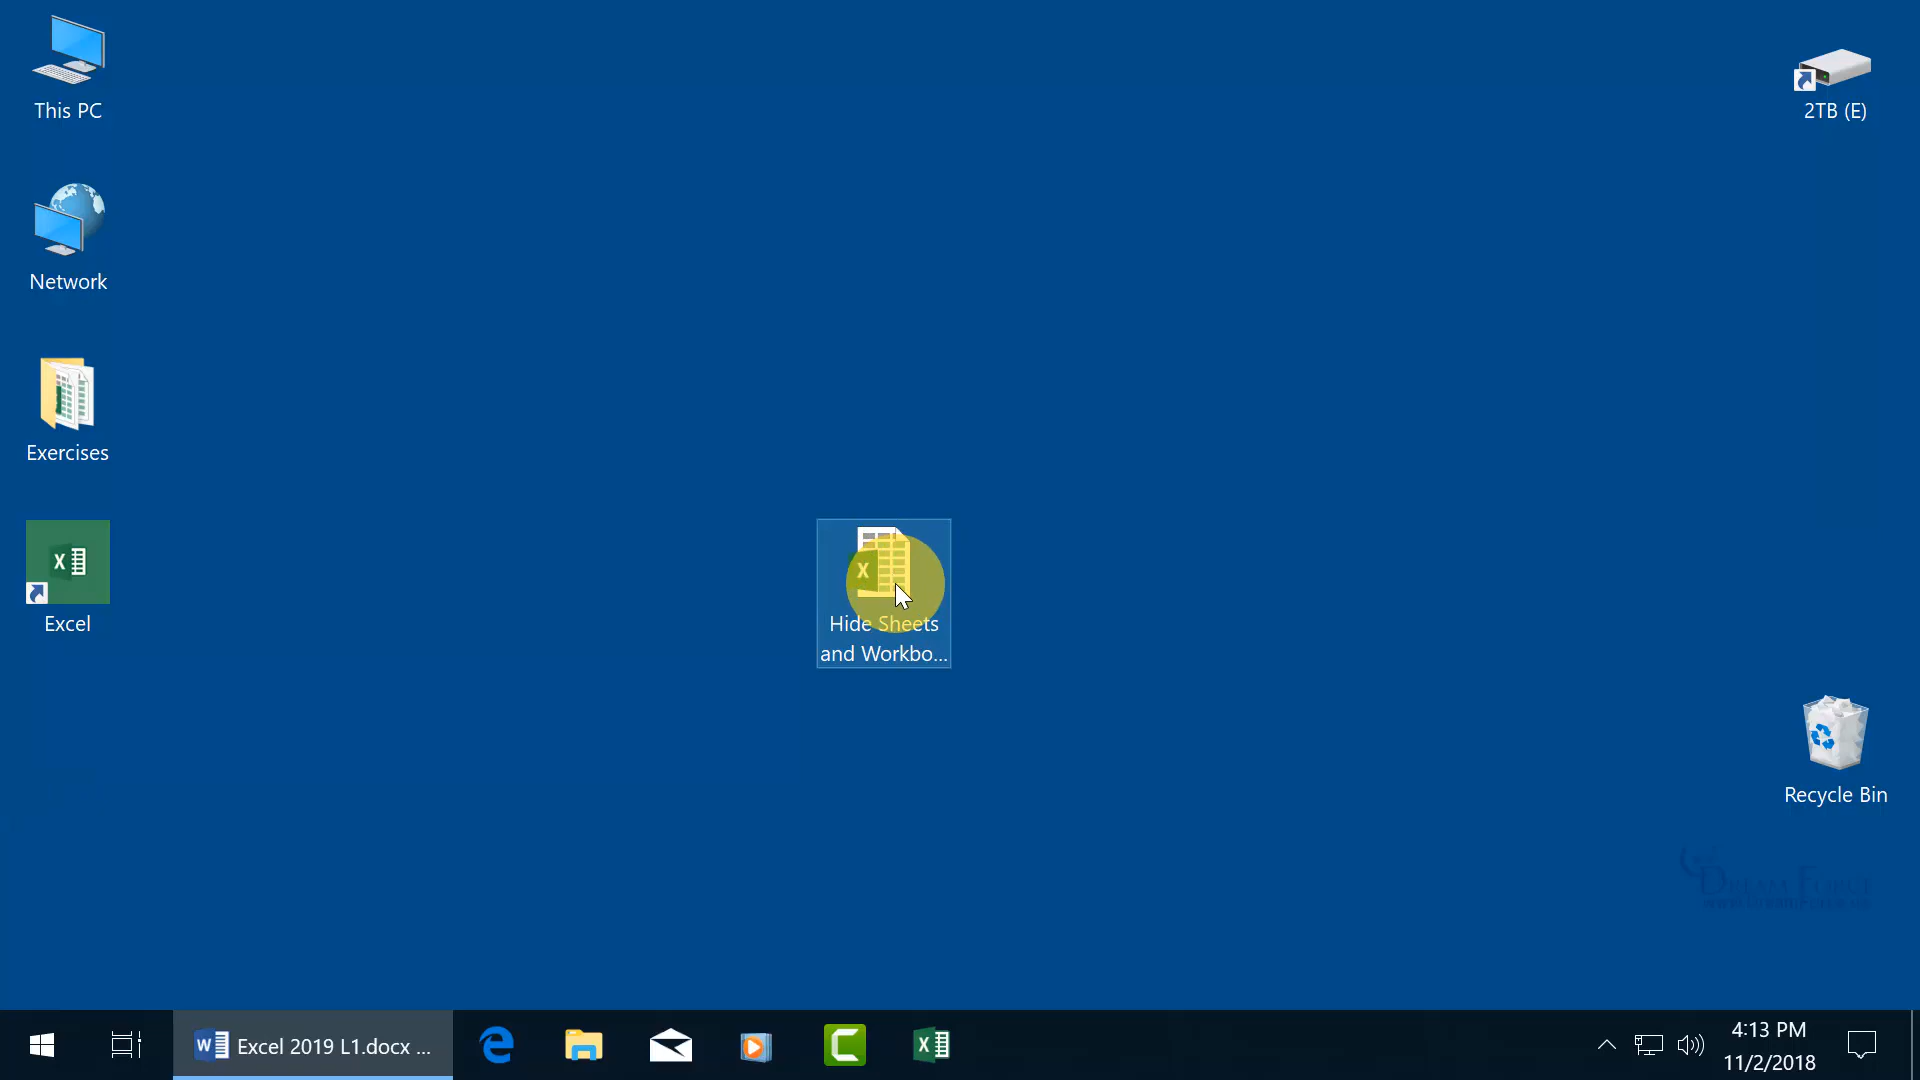 This PC
2TB (E)
Network
Exercises
Excel
Hide Sheets
and Workbo...
Recycle Bin
Excel 2019 L1.docx ...
4:13 PM
11/2/2018